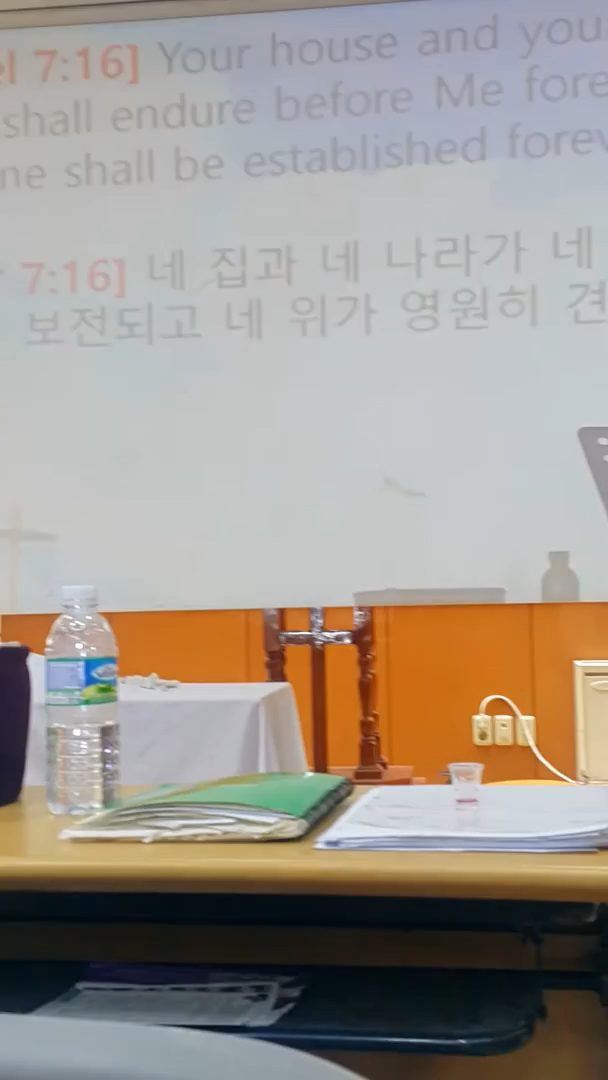 el 7:16] Your house and you
shall endure before Me fore
ne shall be established forev
7:16] 네 집과 네 나라가 네
보전되고 네 위가 영원히 견